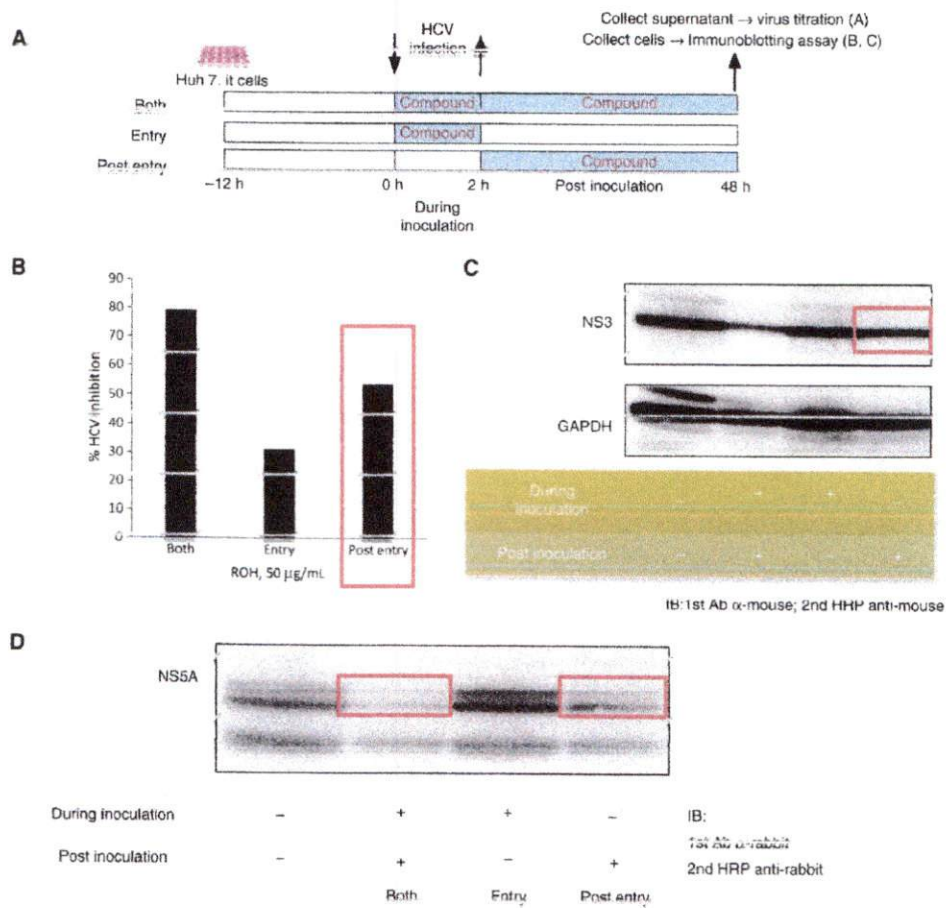 A
HCV
infection
Collect supernatant → virus titration (A)
Collect cells → Immunoblotting assay (B, C)
Huh 7. it cells
Both
Compound
Compound
Entry
Compound
Post entry
Compound
−12 h
0 h
2 h
Post inoculation
48 h
During
inoculation
B
% HCV inhibition
90
80
70
60
50
40
30
20
10
0
Both
Entry
Post entry
ROH, 50 µg/mL
C
NS3
GAPDH
During
inoculation
− + +
Post inoculation
− + +
IB:1st Ab α-mouse; 2nd HRP anti-mouse
D
NS5A
During inoculation
− + + −
IB:
1st Ab α-rabbit
Post inoculation
− + − +
2nd HRP anti-rabbit
Both
Entry
Post entry